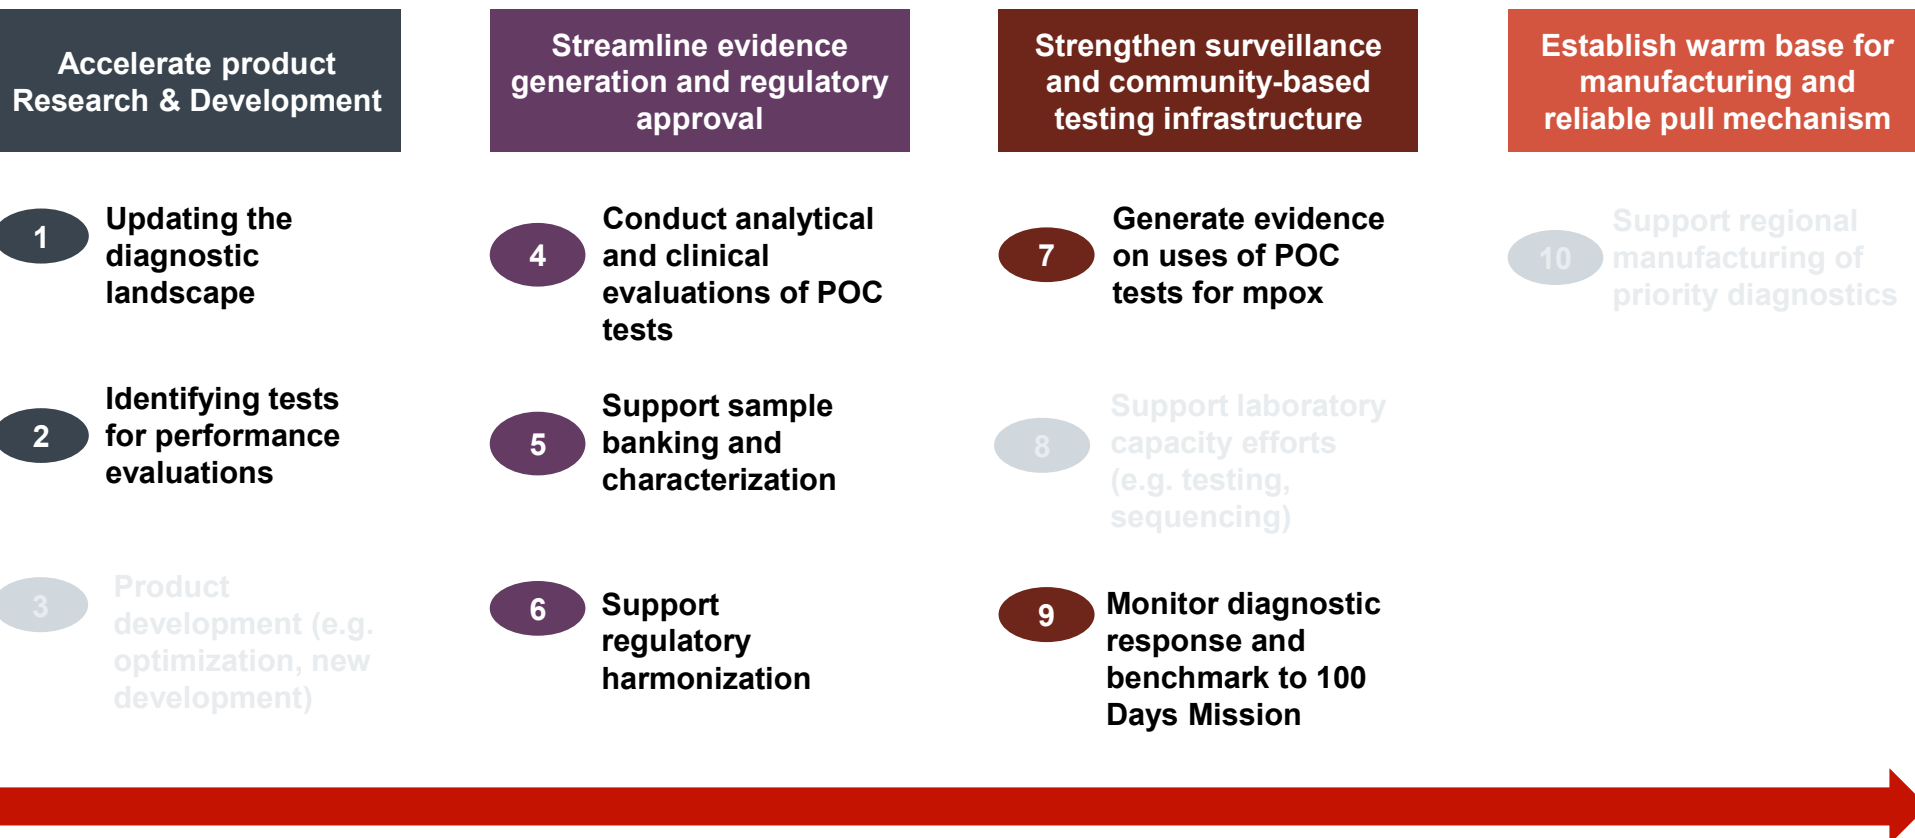 Accelerate product
Research & Development
1
Updating the
diagnostic
landscape
2
Identifying tests
for performance
evaluations
3
Product
development (e.g.
optimization, new
development)
Streamline evidence
generation and regulatory
approval
4
Conduct analytical
and clinical
evaluations of POC
tests
5
Support sample
banking and
characterization
6
Support
regulatory
harmonization
Strengthen surveillance
and community-based
testing infrastructure
7
Generate evidence
on uses of POC
tests for mpox
8
Support laboratory
capacity efforts
(e.g. testing,
sequencing)
9
Monitor diagnostic
response and
benchmark to 100
Days Mission
Establish warm base for
manufacturing and
reliable pull mechanism
10
Support regional
manufacturing of
priority diagnostics